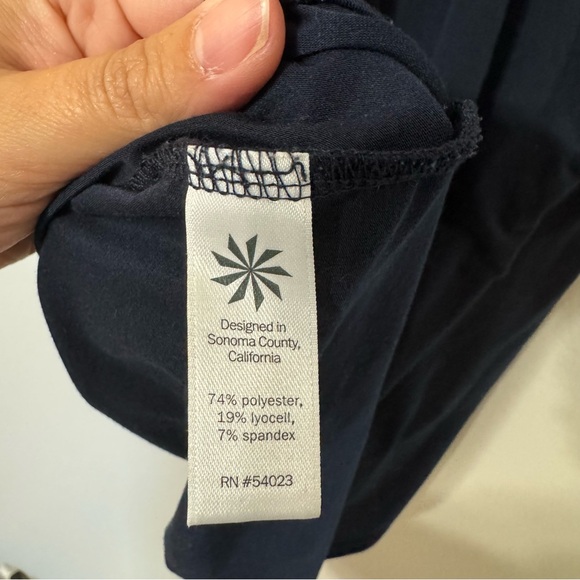 Designed in
Sonoma County,
California
74% polyester,
19% lyocell,
7% spandex
RN #54023